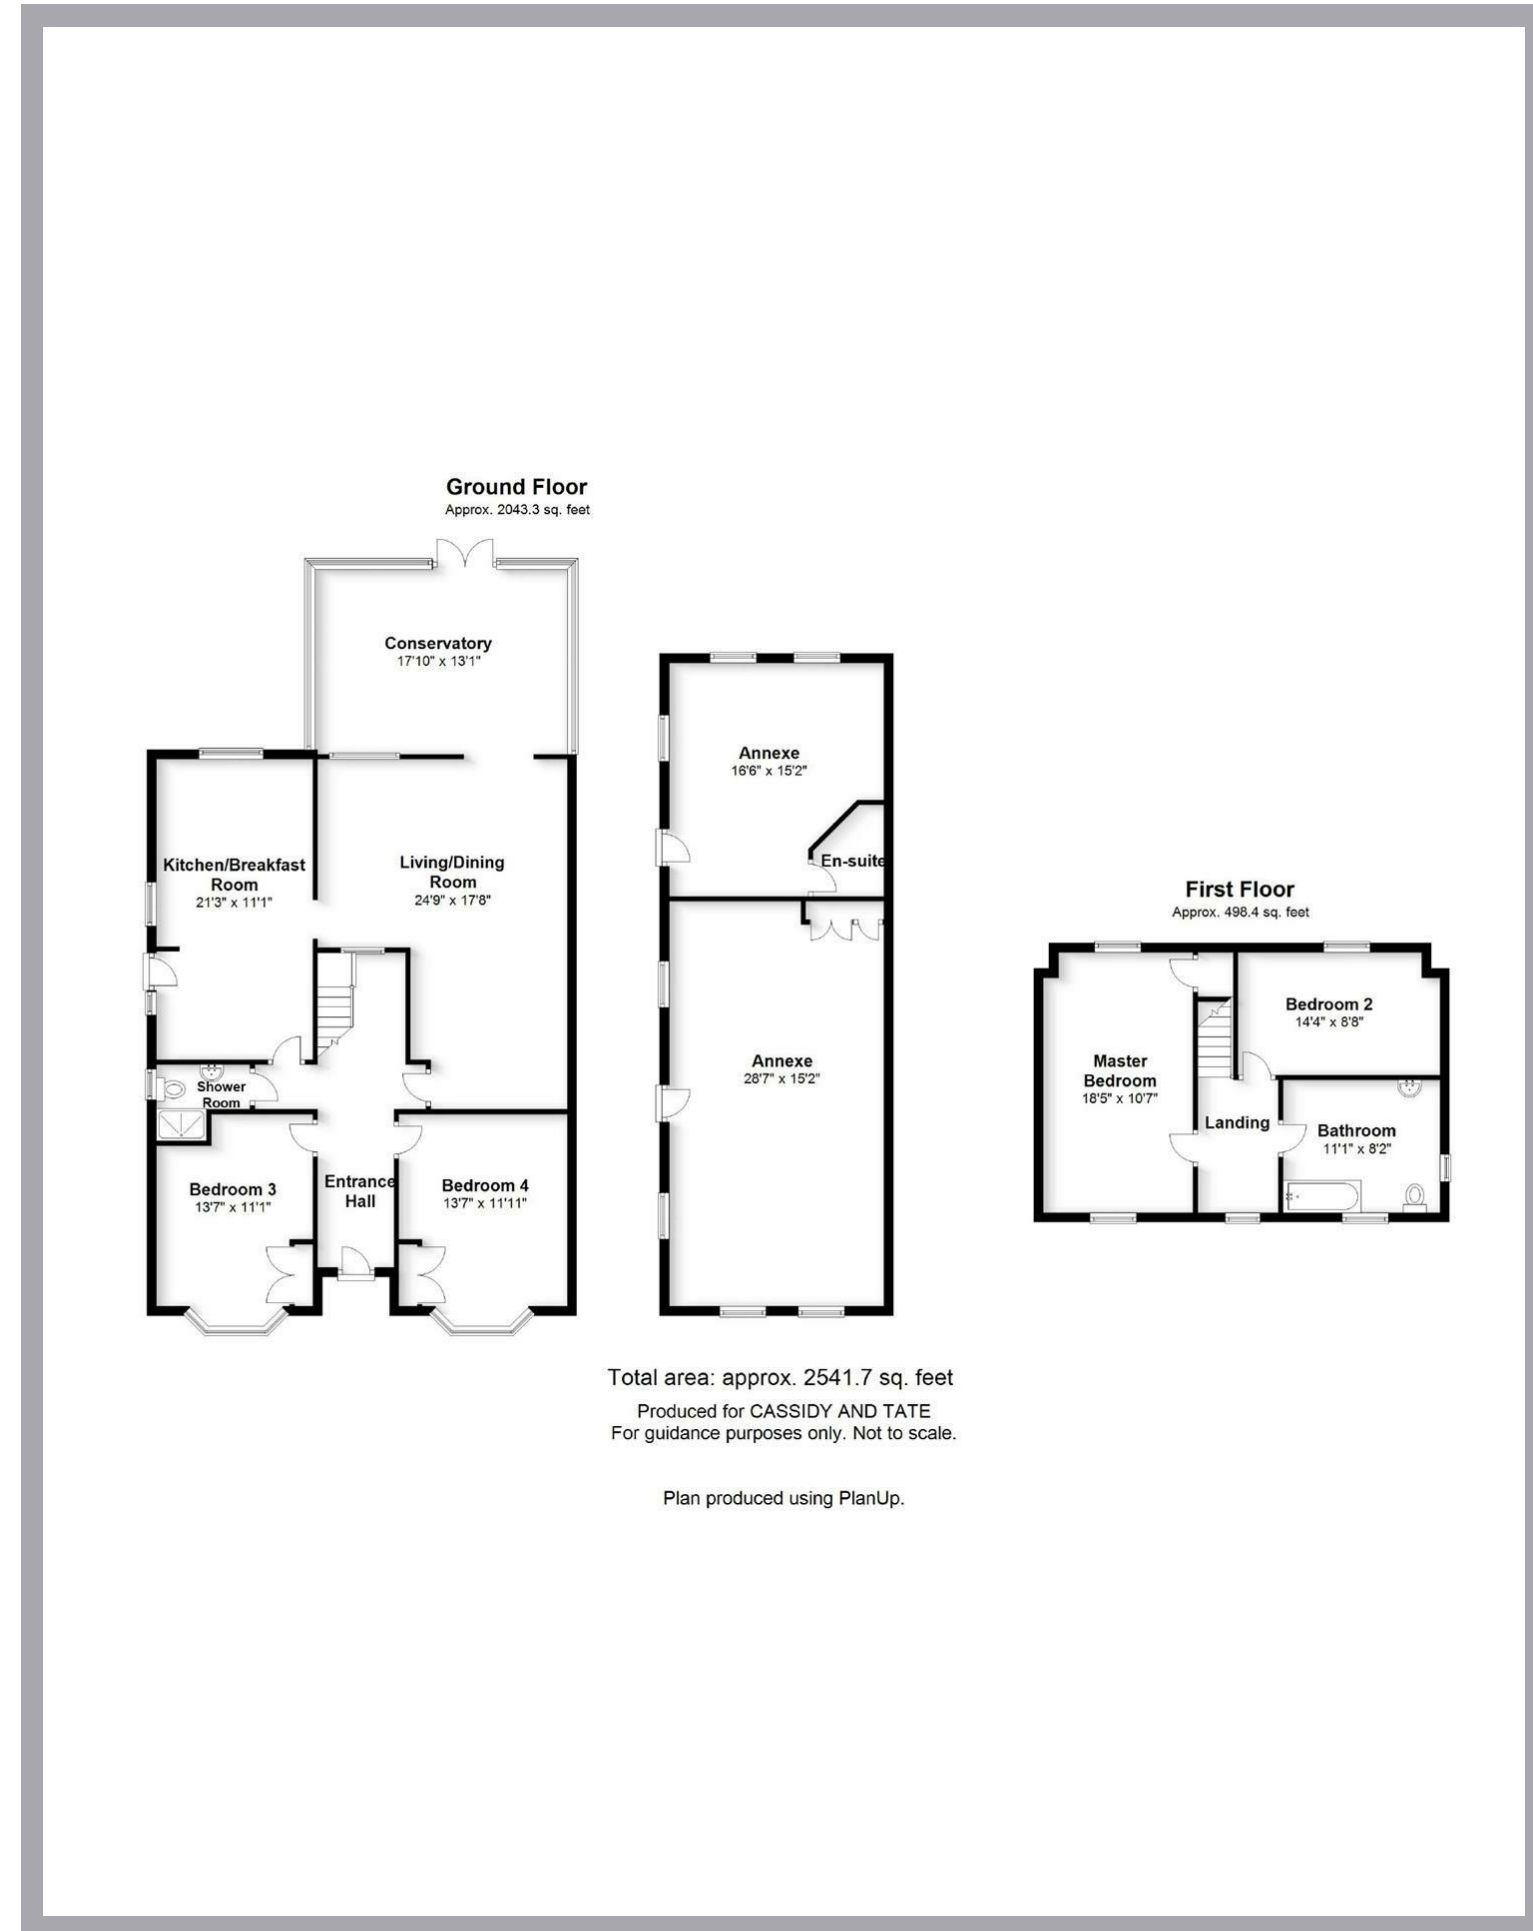 Ground Floor
Approx. 2043.3 sq. feet
Conservatory
17'10" x 13'1"
Kitchen/Breakfast
Room
21'3" x 11'1"
Living/Dining
Room
24'9" x 17'8"
Shower
Room
Bedroom 3
13'7" x 11'1"
Entrance
Hall
Bedroom 4
13'7" x 11'11"
Annexe
16'6" x 15'2"
En-suite
Annexe
28'7" x 15'2"
First Floor
Approx. 498.4 sq. feet
Bedroom 2
14'4" x 8'8"
Master
Bedroom
18'5" x 10'7"
Landing
Bathroom
11'1" x 8'2"
Total area: approx. 2541.7 sq. feet
Produced for CASSIDY AND TATE
For guidance purposes only. Not to scale.
Plan produced using PlanUp.